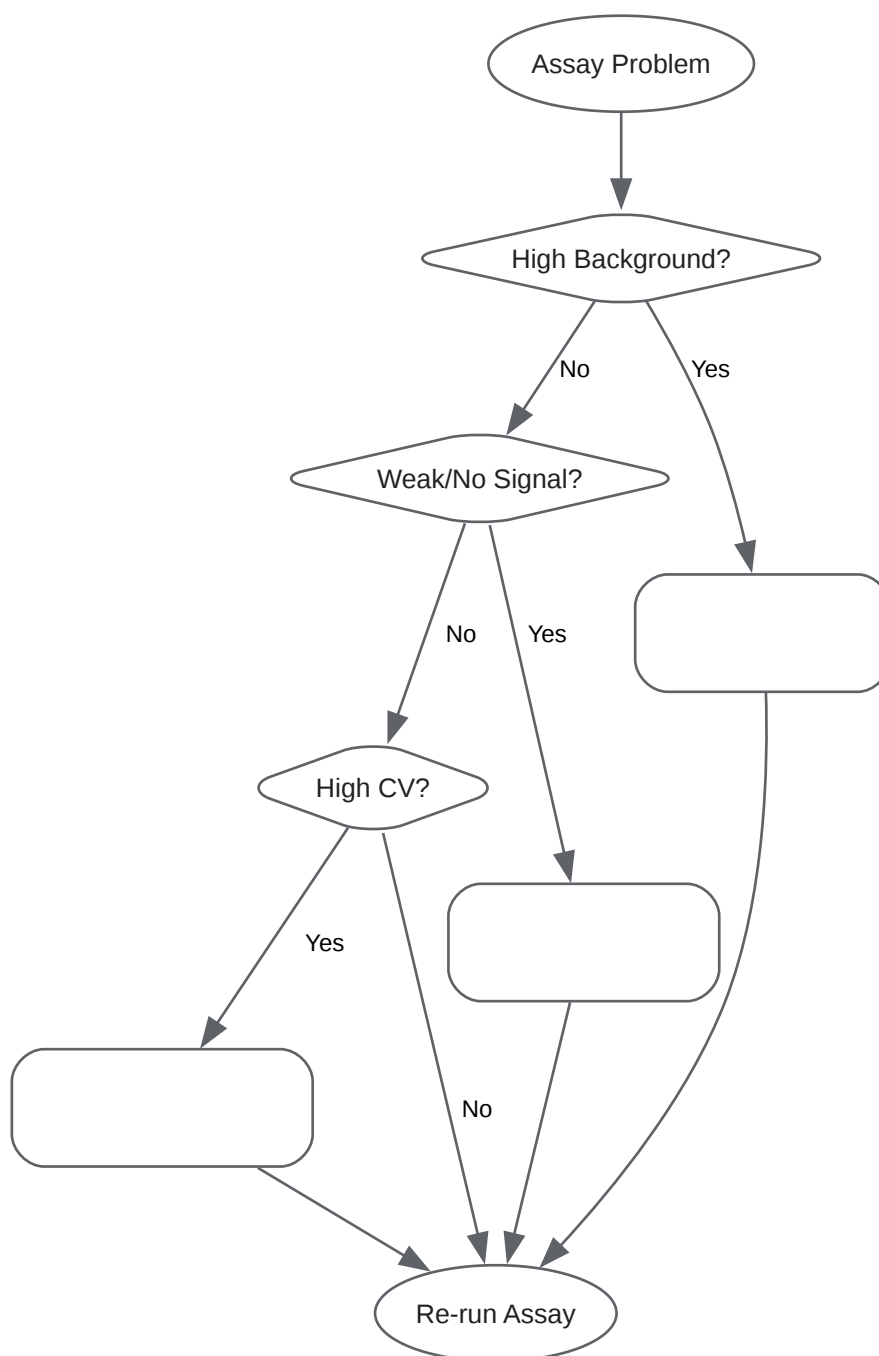 Assay Problem
High Background?
No
Yes
Weak/No Signal?
No
Yes
High CV?
Yes
No
Re-run Assay